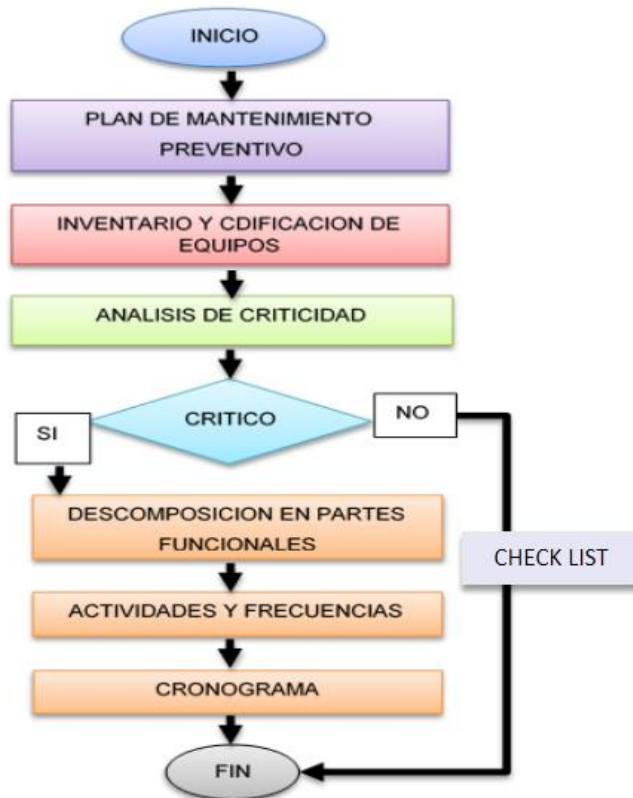 INICIO
PLAN DE MANTENIMIENTO
PREVENTIVO
INVENTARIO Y CDIFICACION DE
EQUIPOS
ANALISIS DE CRITICIDAD
CRITICO
NO
SI
DESCOMPOSICION EN PARTES
FUNCIONALES
CHECK LIST
ACTIVIDADES Y FRECUENCIAS
CRONOGRAMA
FIN